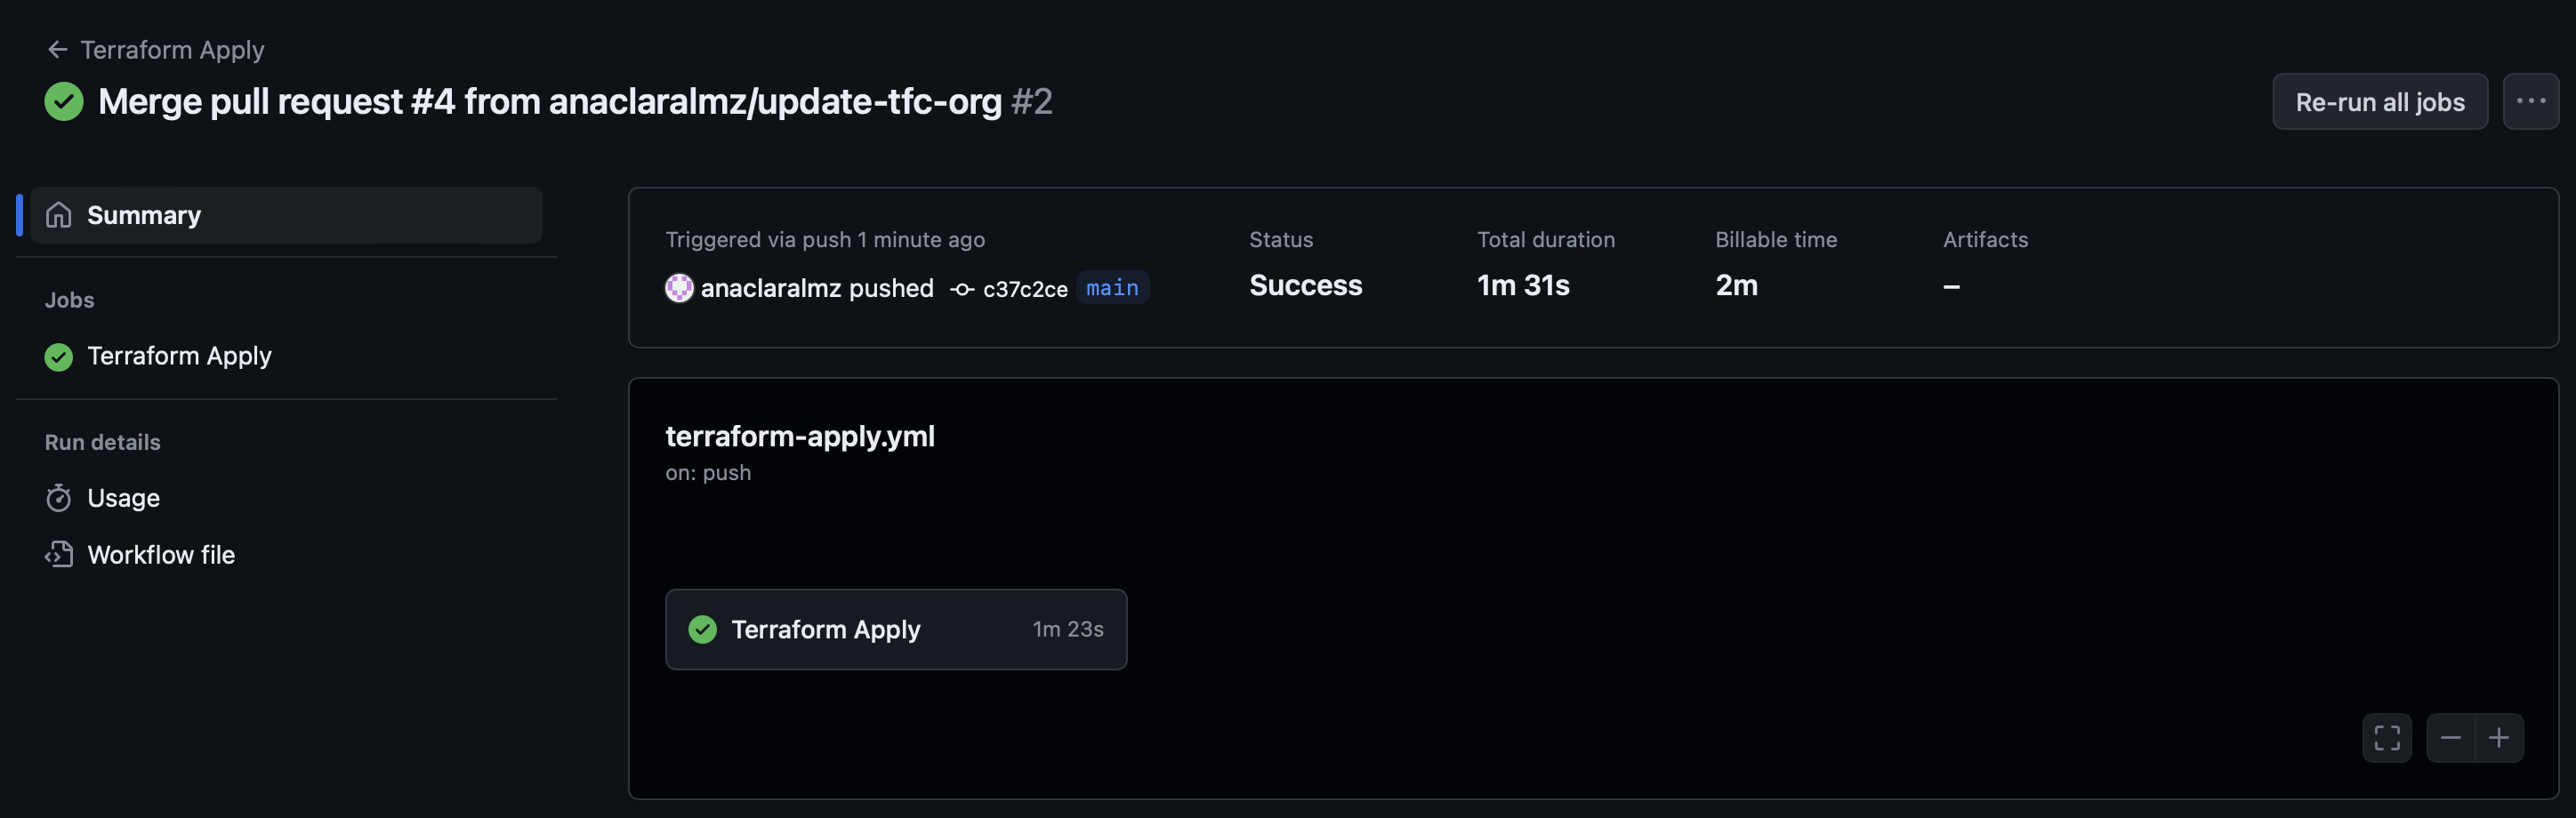 Terraform Apply
Merge pull request #4 from anaclaralmz/update-tfc-org #2
Re-run all jobs
Summary
Jobs
Terraform Apply
Run details
Usage
Workflow file
Triggered via push 1 minute ago
anaclaralmz pushed c37c2ce main
Status
Success
Total duration
1m 31s
Billable time
2m
Artifacts
–
terraform-apply.yml
on: push
Terraform Apply 1m 23s